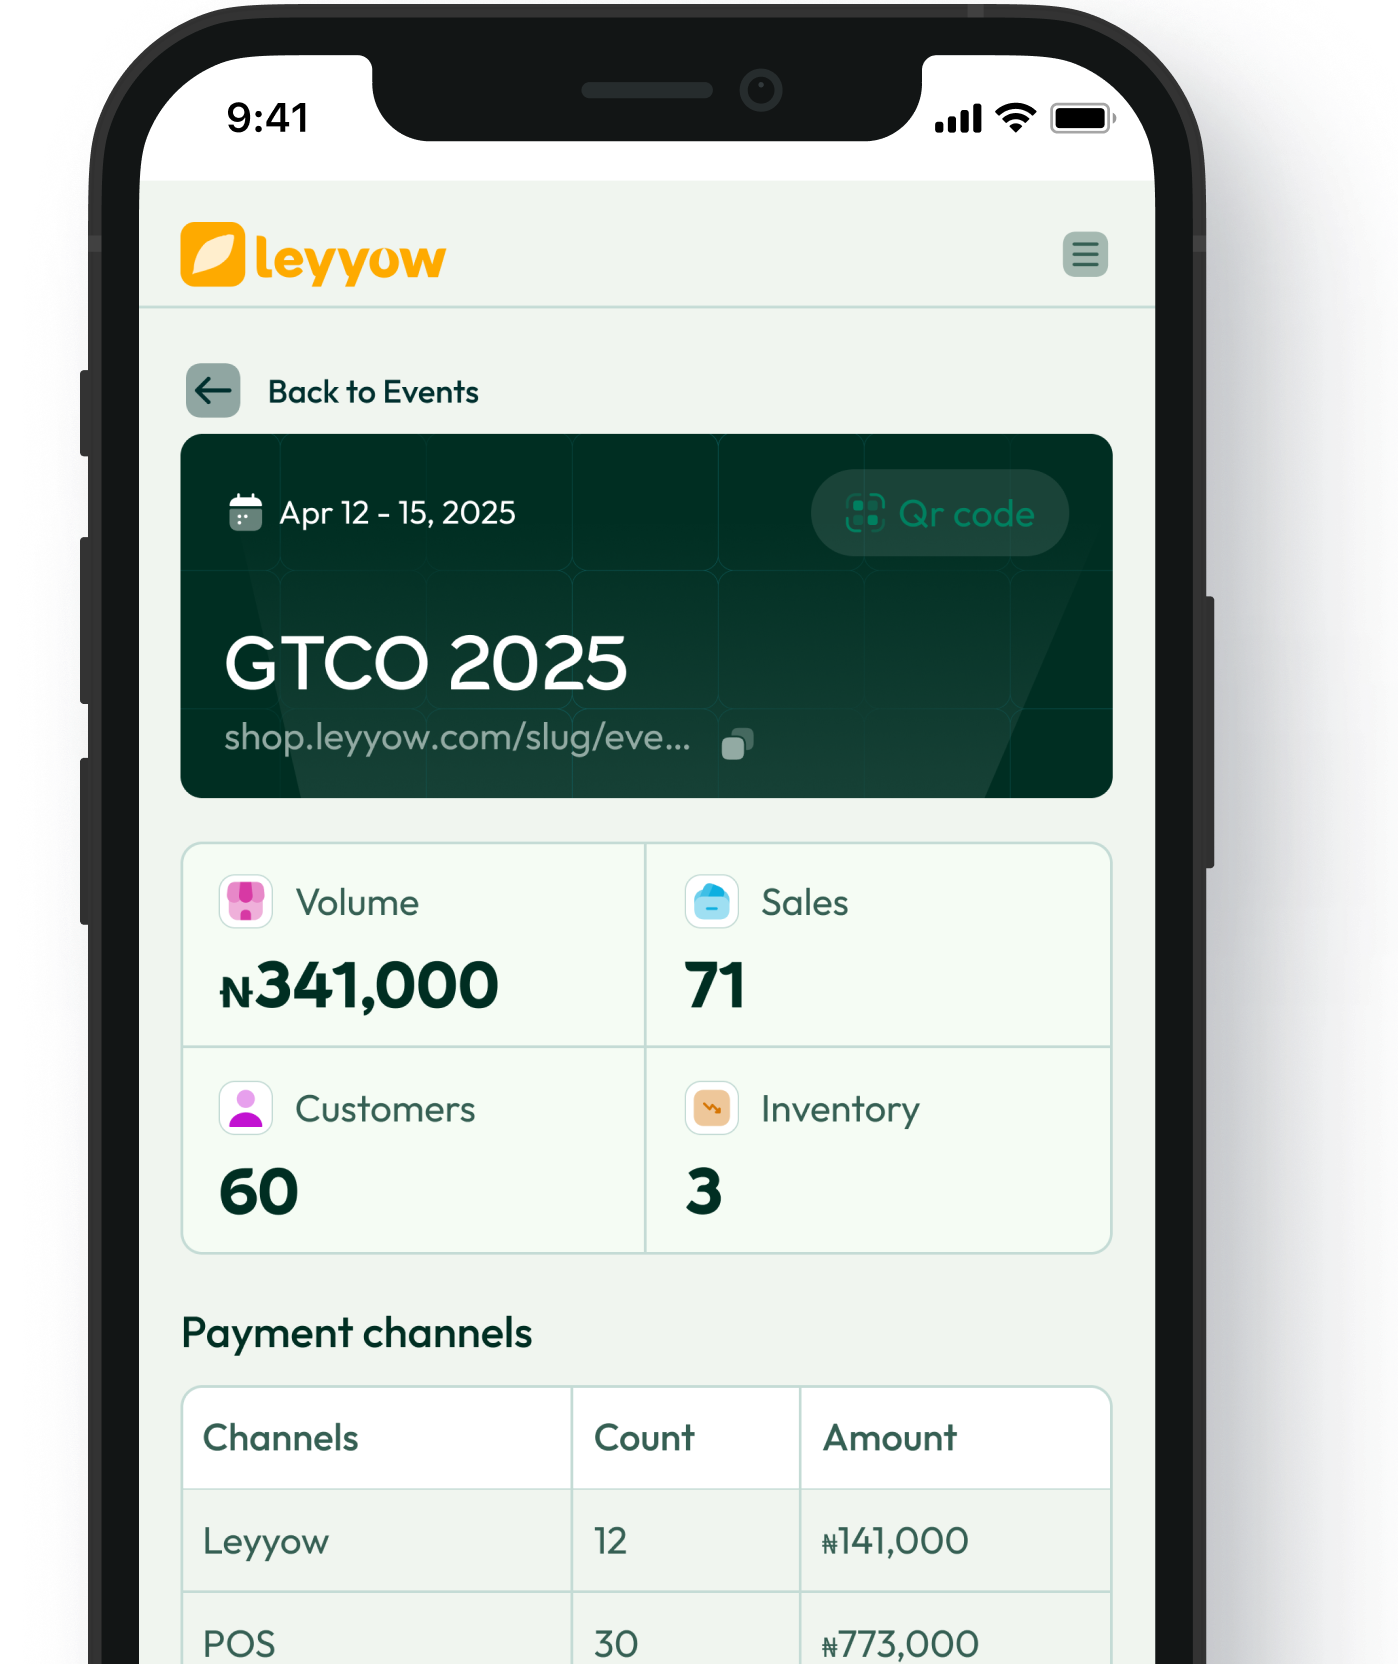 9:41
leyyow
Back to Events
Apr 12 - 15, 2025
Qr code
GTCO 2025
shop.leyyow.com/slug/eve...
Volume
Sales
₦341,000
71
Customers
Inventory
60
3
Payment channels
Channels Count Amount
Leyyow 12 ₦141,000
POS 30 ₦773,000